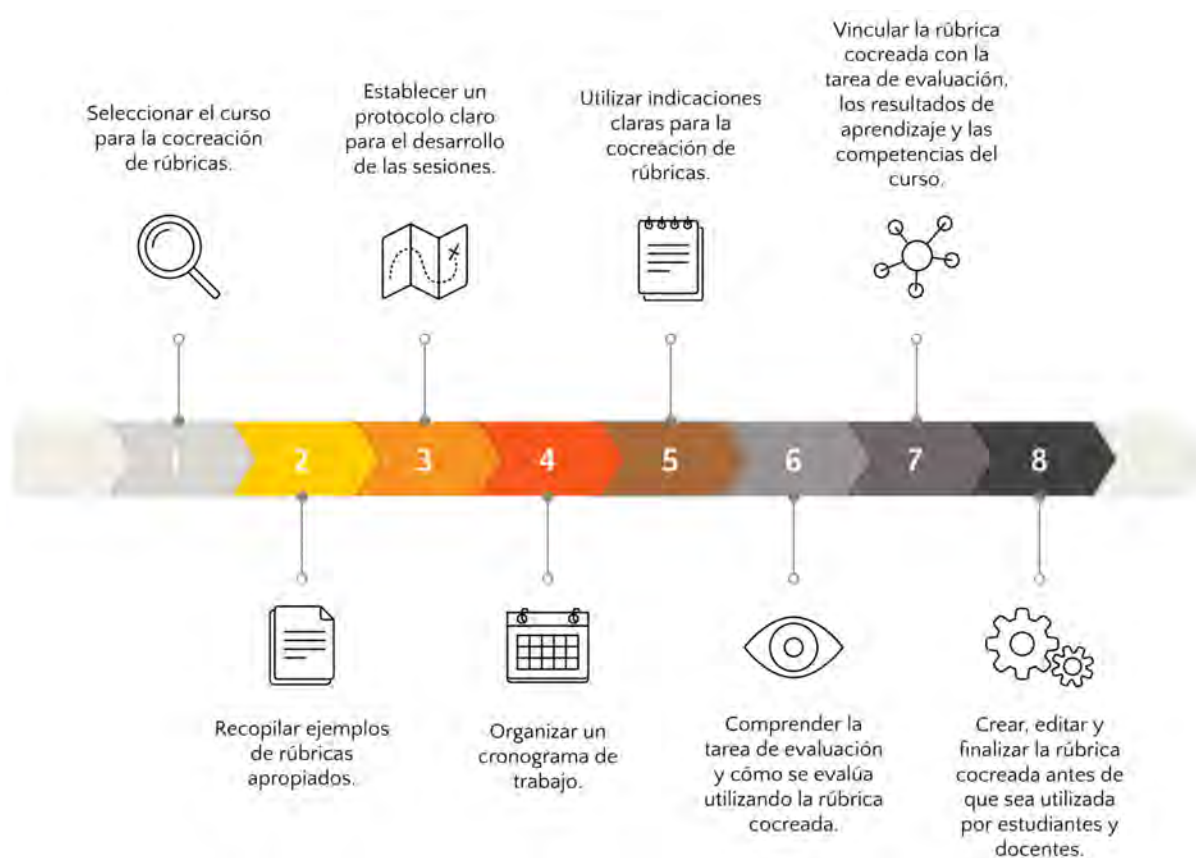 Seleccionar el curso
para la cocreación
de rúbricas.
Establecer un
protocolo claro
para el desarrollo
de las sesiones.
Utilizar indicaciones
claras para la
cocreación de
rúbricas.
Vincular la rúbrica
cocreada con la
tarea de evaluación,
los resultados de
aprendizaje y las
competencias del
curso.
1 2 3 4 5 6 7 8
Recopilar ejemplos
de rúbricas
apropiados.
Organizar un
cronograma de
trabajo.
Comprender la
tarea de evaluación
y cómo se evalúa
utilizando la rúbrica
cocreada.
Crear, editar y
finalizar la rúbrica
cocreada antes de
que sea utilizada
por estudiantes y
docentes.